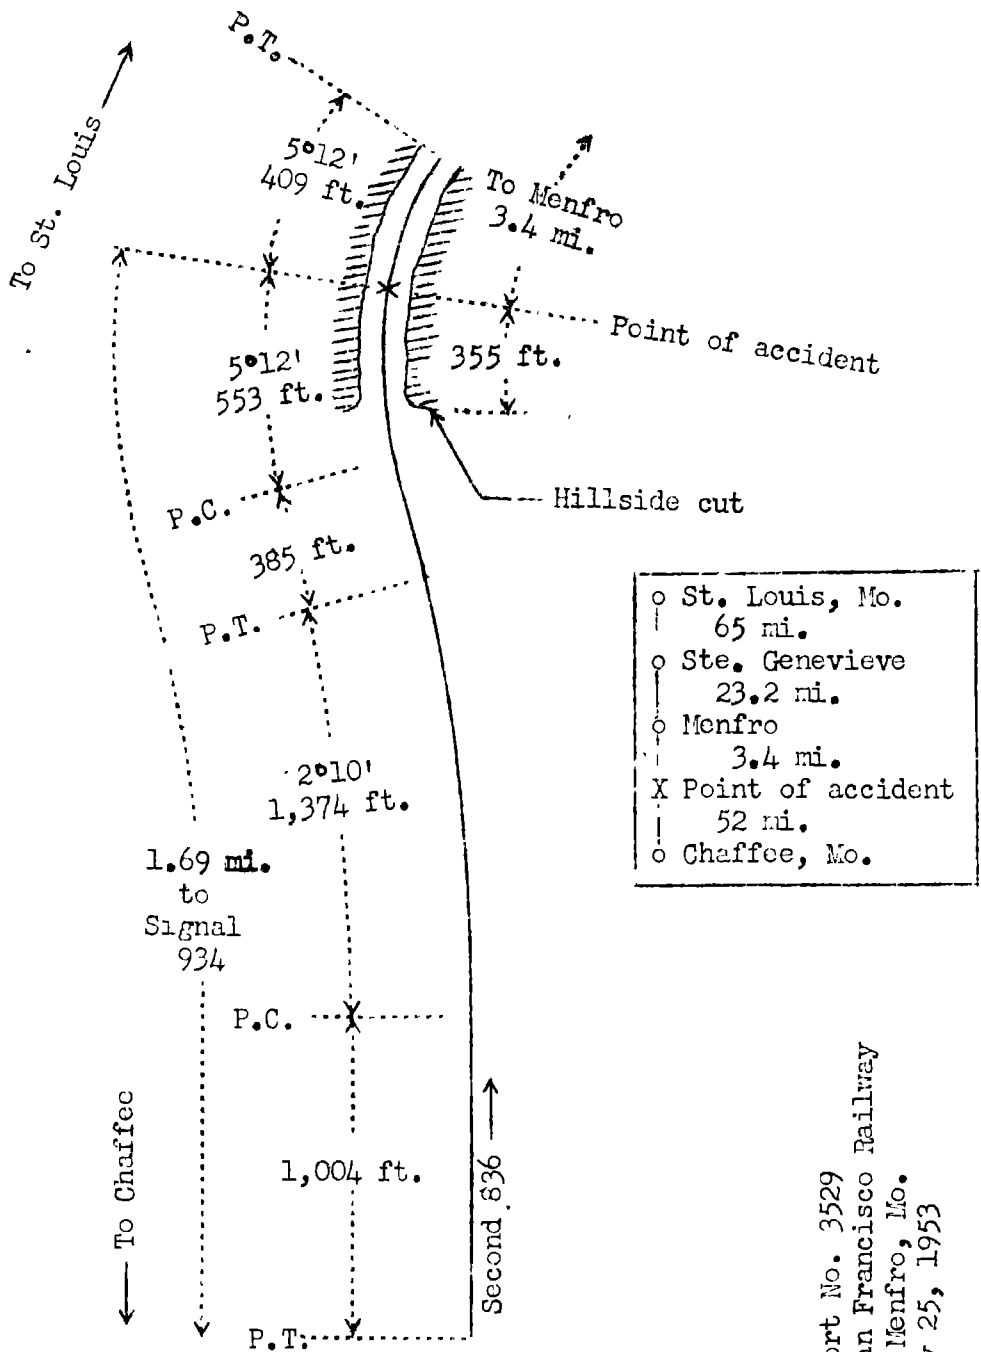 P.T.
To St. Louis
5°12'
409 ft.
To Menfro
3.4 mi.
Point of accident
5°12'
553 ft.
355 ft.
P.C.
Hillside cut
385 ft.
P.T.
St. Louis, Mo.
65 mi.
Ste. Genevieve
23.2 mi.
Menfro
3.4 mi.
X Point of accident
52 mi.
Chaffee, Mo.
2°10'
1,374 ft.
1.69 mi.
to
Signal
934
P.C.
To Chaffee
1,004 ft.
Second 836
P.T.
No. 3529
Francisco Railway
Menfro, Mo.
25, 1953